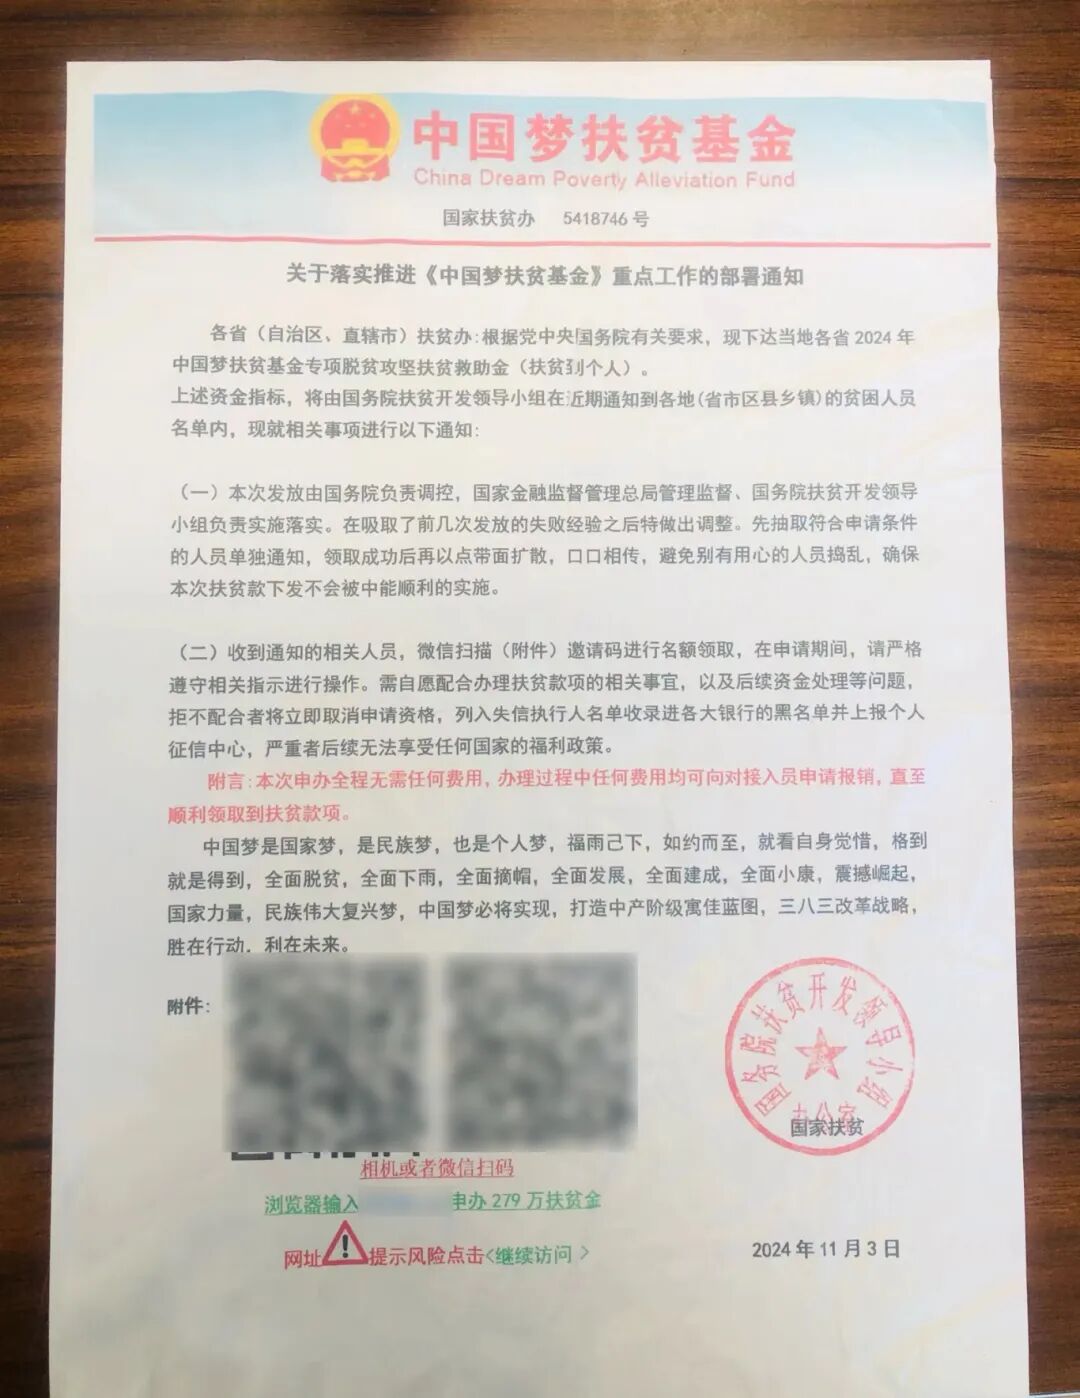 中国梦扶贫基金
China Dream Poverty Alleviation Fund
国家扶贫办 5418746 号
关于落实推进《中国梦扶贫基金》重点工作的部署通知
各省（自治区、直辖市）扶贫办:根据党中央国务院有关要求，现下达当地各省 2024 年
中国梦扶贫基金专项脱贫攻坚扶贫救助金（扶贫到个人）。
上述资金指标，将由国务院扶贫开发领导小组在近期通知到各地(省市区县乡镇)的贫困人员
名单内，现就相关事项进行以下通知:
（一）本次发放由国务院负责调控，国家金融监督管理总局管理监督、国务院扶贫开发领导
小组负责实施落实。在吸取了前几次发放的失败经验之后特做出调整。先抽取符合申请条件
的人员单独通知，领取成功后再以点带面扩散，口口相传，避免别有用心的人员捣乱，确保
本次扶贫款下发不会被中能顺利的实施。
（二）收到通知的相关人员，微信扫描（附件）邀请码进行名额领取，在申请期间，请严格
遵守相关指示进行操作。需自愿配合办理扶贫款项的相关事宜，以及后续资金处理等问题，
拒不配合者将立即取消申请资格，列入失信执行人名单收录进各大银行的黑名单并上报个人
征信中心，严重者后续无法享受任何国家的福利政策。
附言:本次申办全程无需任何费用，办理过程中任何费用均可向对接入员申请报销，直至
顺利领取到扶贫款项。
中国梦是国家梦，是民族梦，也是个人梦，福雨己下，如约而至，就看自身觉惜，格到
就是得到，全面脱贫，全面下雨，全面摘帽，全面发展，全面建成，全面小康，震撼崛起，
国家力量，民族伟大复兴梦，中国梦必将实现，打造中产阶级寓佳蓝图，三八三改革战略，
胜在行动，利在未来。
附件:
国务院扶贫开发领导小组
办公室
国家扶贫
相机或者微信扫码
浏览器输入 申办 279 万扶贫金
网址 提示风险点击<继续访问 >
2024 年 11 月 3 日